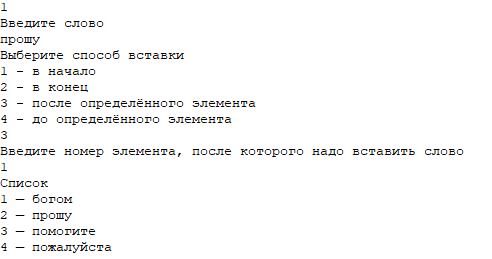 1
Введите слово
прошу
Выберите способ вставки
1 - в начало
2 - в конец
3 - после определённого элемента
4 - до определённого элемента
3
Введите номер элемента, после которого надо вставить слово
1
Список
1 — богом
2 — прошу
3 — помогите
4 — пожалуйста